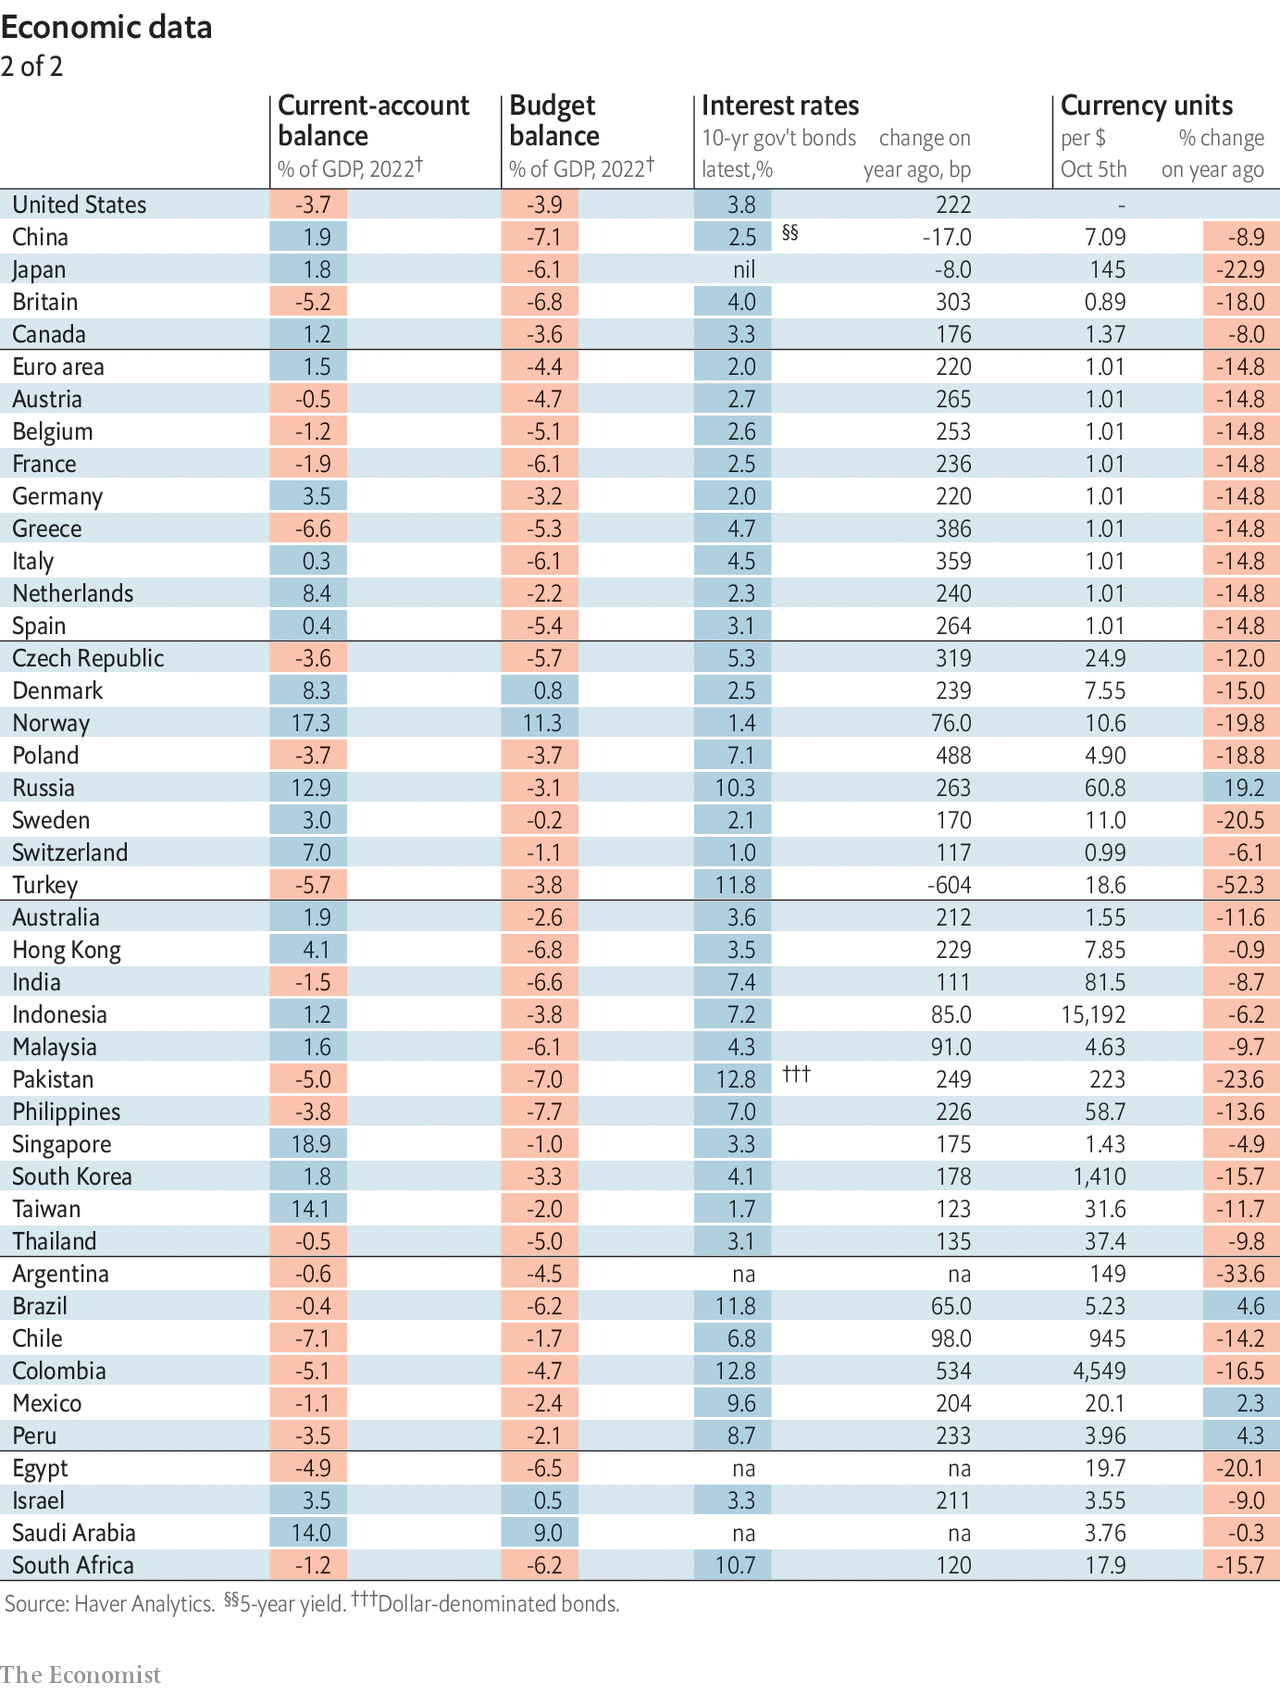 Economic data
2 of 2
Current-account balance % of GDP, 2022† Budget balance % of GDP, 2022† Interest rates 10-yr gov't bonds latest,% change on year ago, bp Currency units per $ Oct 5th % change on year ago
United States -3.7 -3.9 3.8 222 -
China 1.9 -7.1 2.5 §§ -17.0 7.09 -8.9
Japan 1.8 -6.1 nil -8.0 145 -22.9
Britain -5.2 -6.8 4.0 303 0.89 -18.0
Canada 1.2 -3.6 3.3 176 1.37 -8.0
Euro area 1.5 -4.4 2.0 220 1.01 -14.8
Austria -0.5 -4.7 2.7 265 1.01 -14.8
Belgium -1.2 -5.1 2.6 253 1.01 -14.8
France -1.9 -6.1 2.5 236 1.01 -14.8
Germany 3.5 -3.2 2.0 220 1.01 -14.8
Greece -6.6 -5.3 4.7 386 1.01 -14.8
Italy 0.3 -6.1 4.5 359 1.01 -14.8
Netherlands 8.4 -2.2 2.3 240 1.01 -14.8
Spain 0.4 -5.4 3.1 264 1.01 -14.8
Czech Republic -3.6 -5.7 5.3 319 24.9 -12.0
Denmark 8.3 0.8 2.5 239 7.55 -15.0
Norway 17.3 11.3 1.4 76.0 10.6 -19.8
Poland -3.7 -3.7 7.1 488 4.90 -18.8
Russia 12.9 -3.1 10.3 263 60.8 19.2
Sweden 3.0 -0.2 2.1 170 11.0 -20.5
Switzerland 7.0 -1.1 1.0 117 0.99 -6.1
Turkey -5.7 -3.8 11.8 -604 18.6 -52.3
Australia 1.9 -2.6 3.6 212 1.55 -11.6
Hong Kong 4.1 -6.8 3.5 229 7.85 -0.9
India -1.5 -6.6 7.4 111 81.5 -8.7
Indonesia 1.2 -3.8 7.2 85.0 15,192 -6.2
Malaysia 1.6 -6.1 4.3 91.0 4.63 -9.7
Pakistan -5.0 -7.0 12.8 ††† 249 223 -23.6
Philippines -3.8 -7.7 7.0 226 58.7 -13.6
Singapore 18.9 -1.0 3.3 175 1.43 -4.9
South Korea 1.8 -3.3 4.1 178 1,410 -15.7
Taiwan 14.1 -2.0 1.7 123 31.6 -11.7
Thailand -0.5 -5.0 3.1 135 37.4 -9.8
Argentina -0.6 -4.5 na na 149 -33.6
Brazil -0.4 -6.2 11.8 65.0 5.23 4.6
Chile -7.1 -1.7 6.8 98.0 945 -14.2
Colombia -5.1 -4.7 12.8 534 4,549 -16.5
Mexico -1.1 -2.4 9.6 204 20.1 2.3
Peru -3.5 -2.1 8.7 233 3.96 4.3
Egypt -4.9 -6.5 na na 19.7 -20.1
Israel 3.5 0.5 3.3 211 3.55 -9.0
Saudi Arabia 14.0 9.0 na na 3.76 -0.3
South Africa -1.2 -6.2 10.7 120 17.9 -15.7
Source: Haver Analytics. §§5-year yield. †††Dollar-denominated bonds.
The Economist